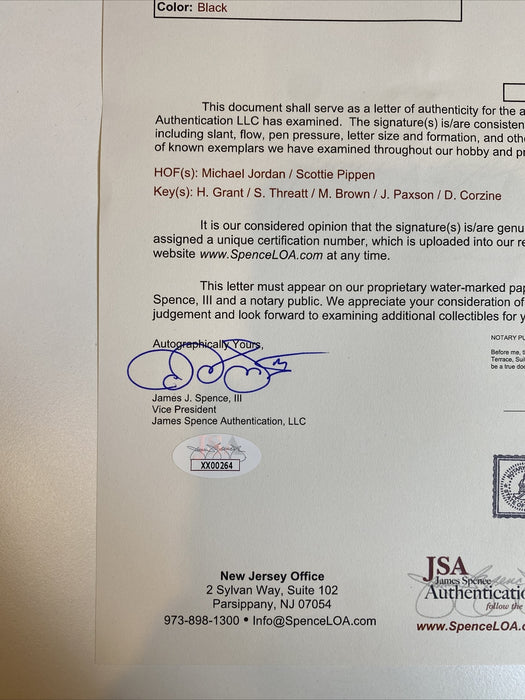 Color: Black
This document shall serve as a letter of authenticity for the a
Authentication LLC has examined. The signature(s) is/are consisten
including slant, flow, pen pressure, letter size and formation, and othe
of known exemplars we have examined throughout our hobby and pr
HOF(s): Michael Jordan / Scottie Pippen
Key(s): H. Grant / S. Threatt / M. Brown / J. Paxson / D. Corzine
It is our considered opinion that the signature(s) is/are genu
assigned a unique certification number, which is uploaded into our re
website www.SpenceLOA.com at any time.
This letter must appear on our proprietary water-marked pap
Spence, III and a notary public. We appreciate your consideration of
judgement and look forward to examining additional collectibles for y
Autographically Yours,
NOTARY PU
Before me, t
Terrace, Sui
be a true doc
James J. Spence, III
Vice President
James Spence Authentication, LLC
XX00264
New Jersey Office
2 Sylvan Way, Suite 102
Parsippany, NJ 07054
973-898-1300 • Info@SpenceLOA.com
JSA
James Spence
Authenticatio
follow the
www.SpenceLOA.c